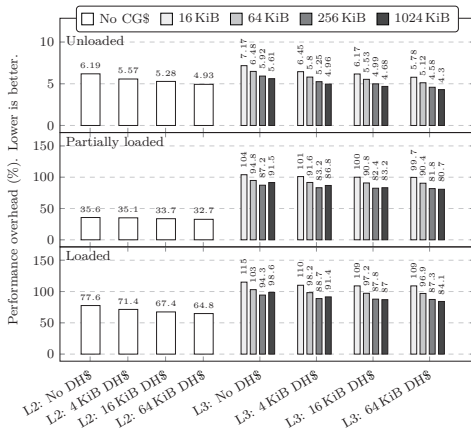 No CG$ 16 KiB 64 KiB 256 KiB 1024 KiB
Performance overhead (%). Lower is better.
Unloaded
10
5
0
6.19 5.57 5.28 4.93
7.17 6.48 5.92 5.61
6.45 5.8 5.25 4.96
6.17 5.53 4.99 4.68
5.78 5.12 4.58 4.3
Partially loaded
150
100
50
0
35.6 35.1 33.7 32.7
104 94.8 87.2 91.5
101 91.6 83.2 86.8
100 90.8 82.4 83.2
99.7 90.4 81.8 80.7
Loaded
150
100
50
0
77.6 71.4 67.4 64.8
115 103 94.3 98.6
110 98.2 88.7 91.4
109 97.2 87.8 87
109 96.9 87.3 84.1
L2: No DH$
L2: 4 KiB DH$
L2: 16 KiB DH$
L2: 64 KiB DH$
L3: No DH$
L3: 4 KiB DH$
L3: 16 KiB DH$
L3: 64 KiB DH$